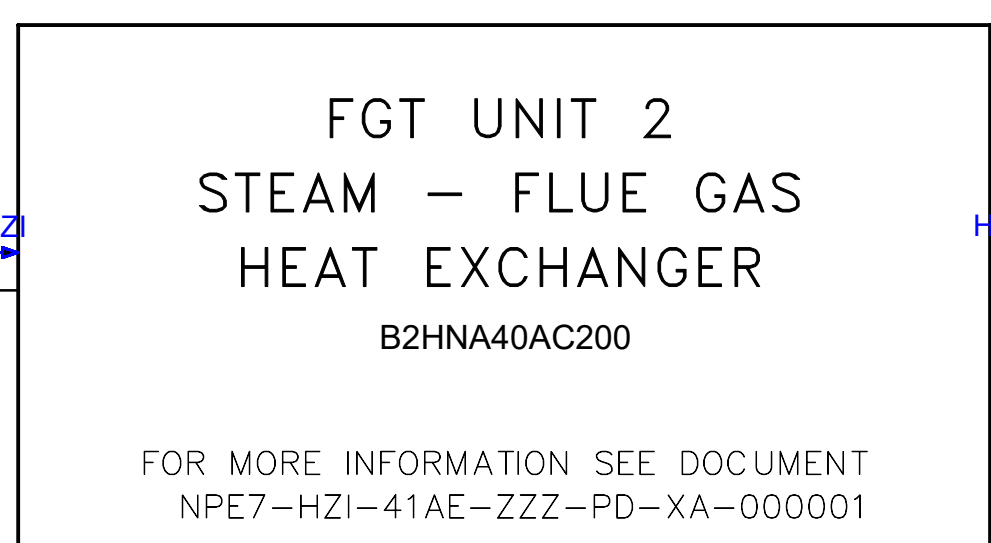 FGT UNIT 2
STEAM – FLUE GAS
HEAT EXCHANGER
B2HNA40AC200
ZI
H
FOR MORE INFORMATION SEE DOCUMENT
NPE7–HZI–41AE–ZZZ–PD–XA–000001